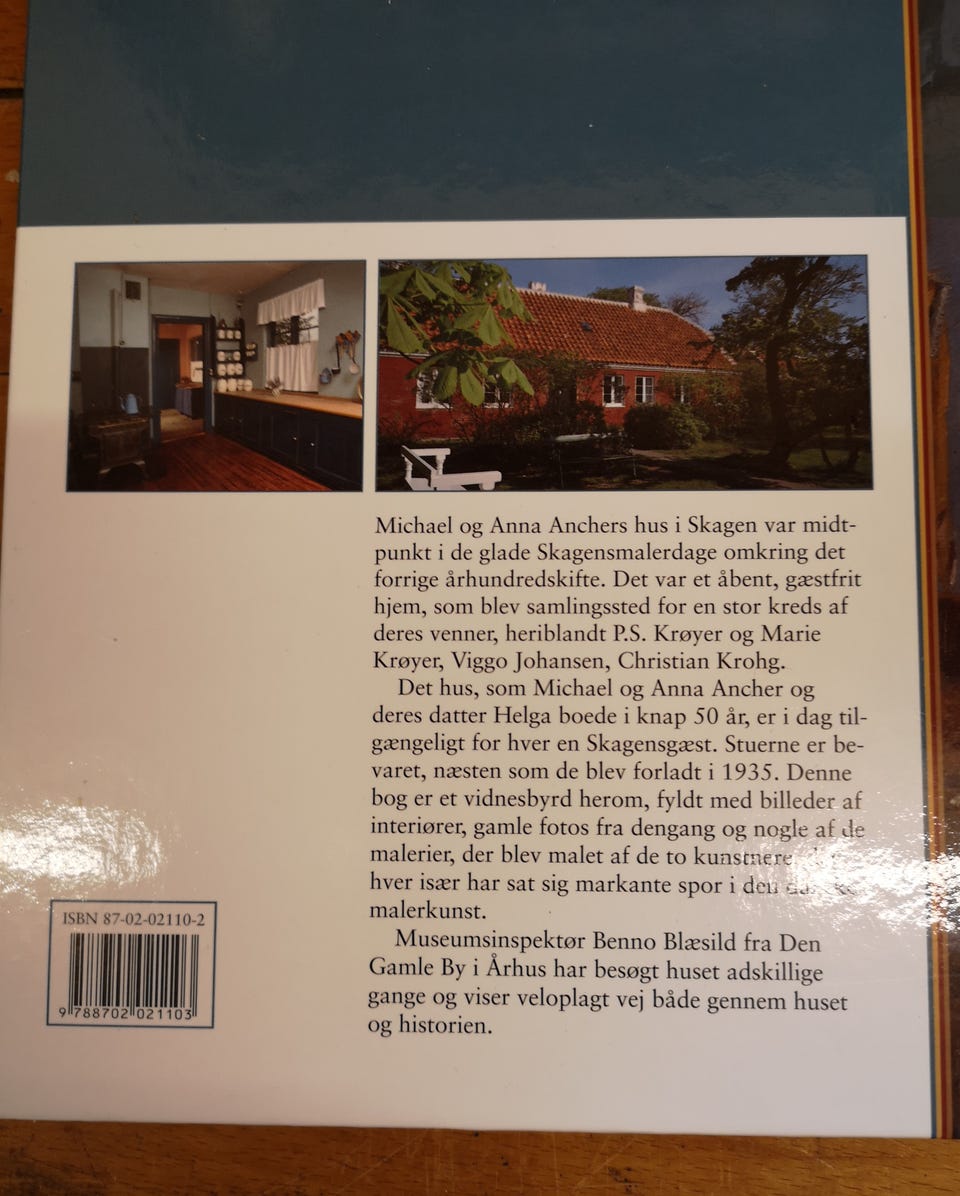 Michael og Anna Anchers hus i Skagen var midt-
punkt i de glade Skagensmalerdage omkring det
forrige århundredskifte. Det var et åbent, gæstfrit
hjem, som blev samlingssted for en stor kreds af
deres venner, heriblandt P.S. Krøyer og Marie
Krøyer, Viggo Johansen, Christian Krohg.
Det hus, som Michael og Anna Ancher og
deres datter Helga boede i knap 50 år, er i dag til-
gængeligt for hver en Skagensgæst. Stuerne er be-
varet, næsten som de blev forladt i 1935. Denne
bog er et vidnesbyrd herom, fyldt med billeder af
interiører, gamle fotos fra dengang og nogle af de
malerier, der blev malet af de to kunstnere
hver især har sat sig markante spor i den
malerkunst.
Museumsinspektør Benno Blæsild fra Den
Gamle By i Århus har besøgt huset adskillige
gange og viser veloplagt vej både gennem huset
og historien.
ISBN 87-02-02110-2
9 788702 021103